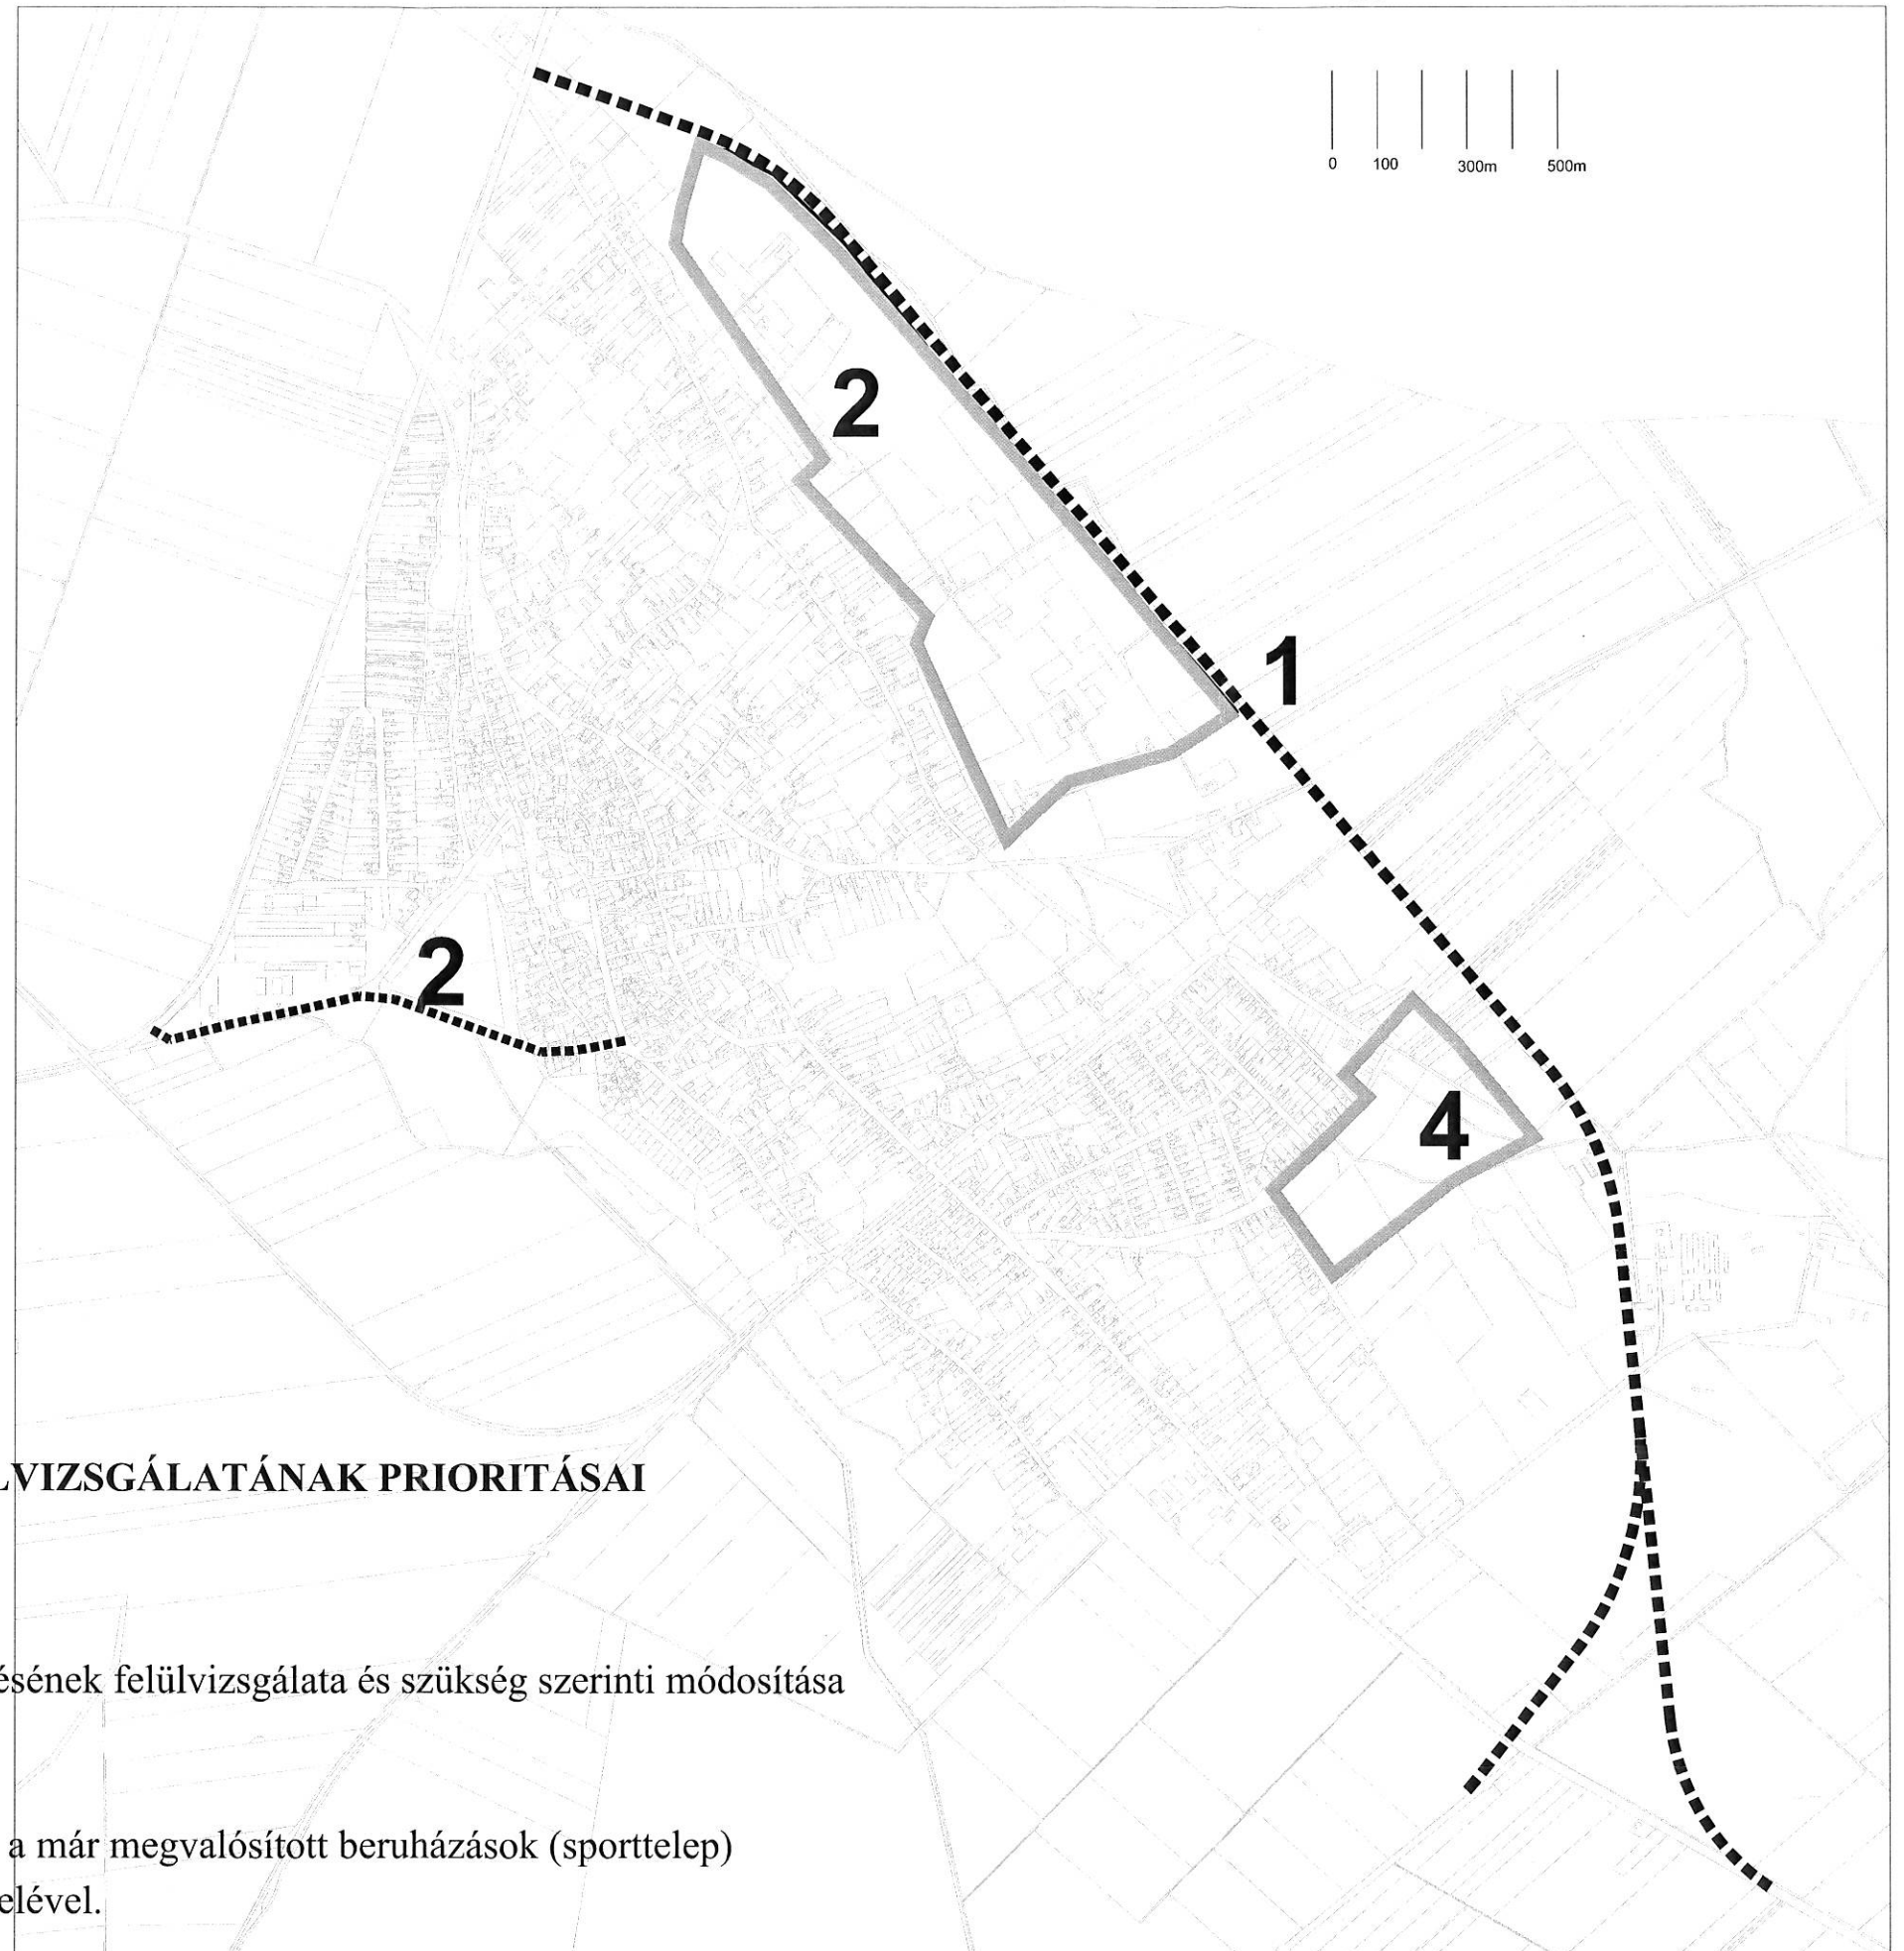 0 100 300m 500m
2
1
2
4
LVIZSGÁLATÁNAK PRIORITÁSAI
ésének felülvizsgálata és szükség szerinti módosítása
a már megvalósított beruházások (sporttelep)
elével.